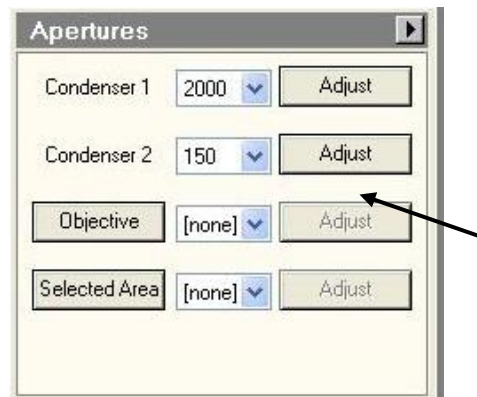 Apertures
Condenser 1 2000 Adjust
Condenser 2 150 Adjust
Objective [none] Adjust
Selected Area [none] Adjust